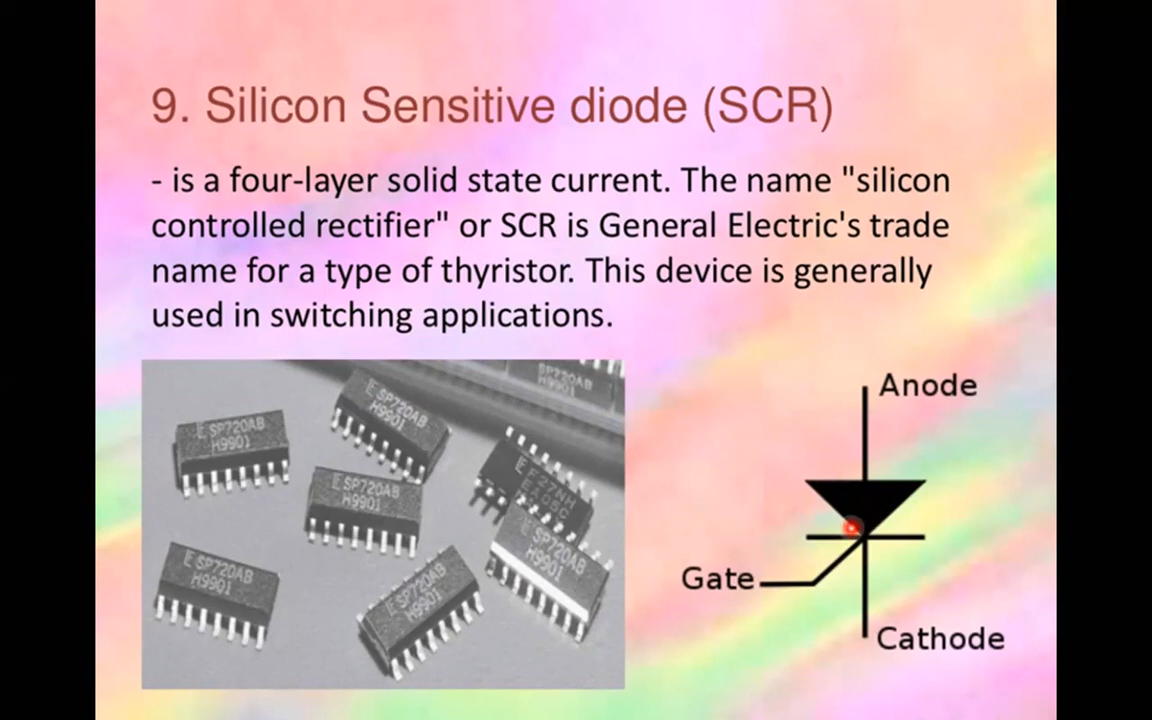 9. Silicon Sensitive diode (SCR)
- is a four-layer solid state current. The name "silicon
controlled rectifier" or SCR is General Electric's trade
name for a type of thyristor. This device is generally
used in switching applications.
SP720AB
H9901
SP720AB
H9901
SP720AB
H9901
SP720AB
H9901
SP720AB
H9901
SP720AB
H9901
SP720AB
H9901
Anode
Gate
Cathode